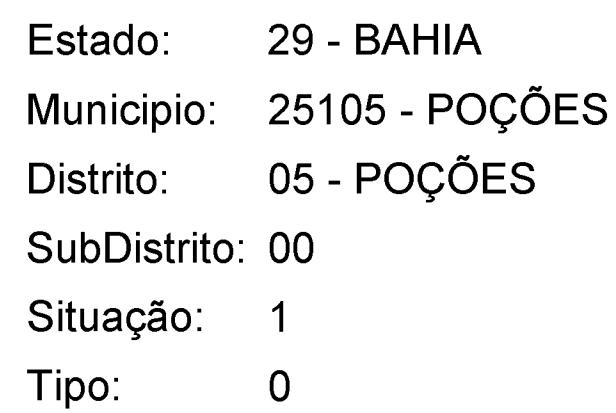 Estado: 29 - BAHIA
Municipio: 25105 - POÇÕES
Distrito: 05 - POÇÕES
SubDistrito: 00
Situação: 1
Tipo: 0